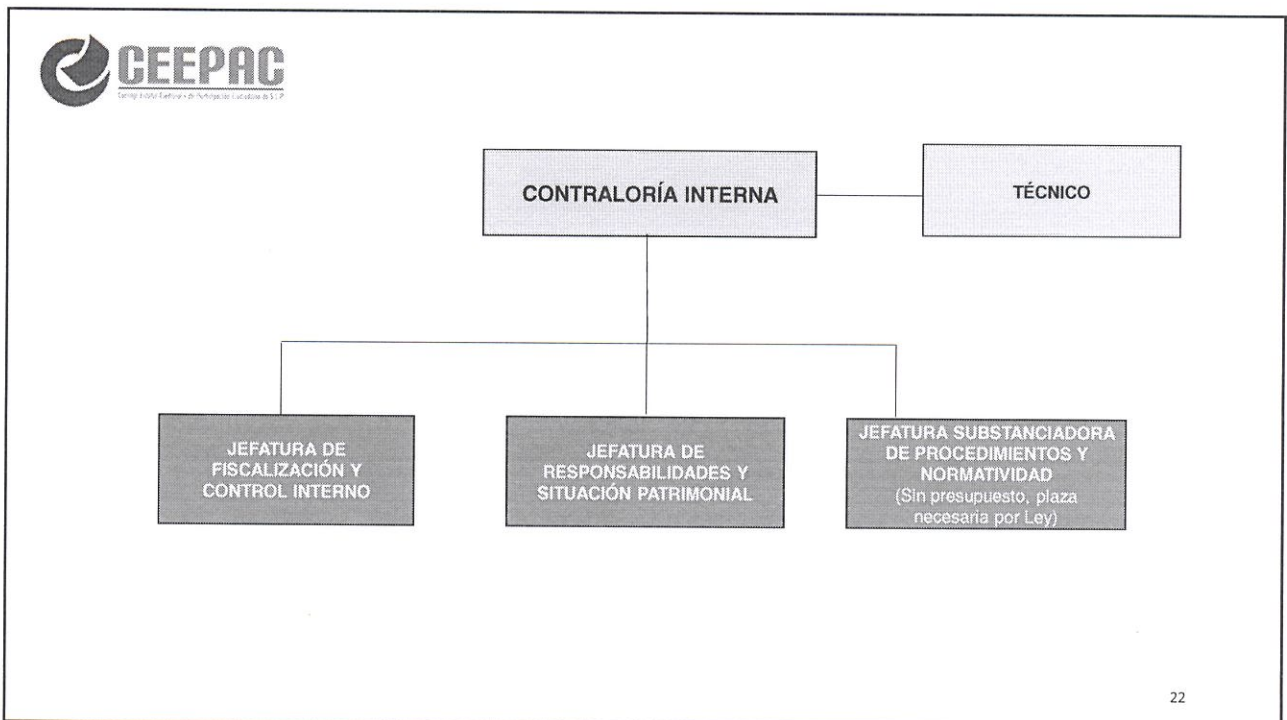 CEEPAC
CONTRALORÍA INTERNA
TÉCNICO
JEFATURA DE
FISCALIZACIÓN Y
CONTROL INTERNO
JEFATURA DE
RESPONSABILIDADES Y
SITUACIÓN PATRIMONIAL
JEFATURA SUBSTANCIADORA
DE PROCEDIMIENTOS Y
NORMATIVIDAD
(Sin presupuesto, plaza
necesaria por Ley)
22